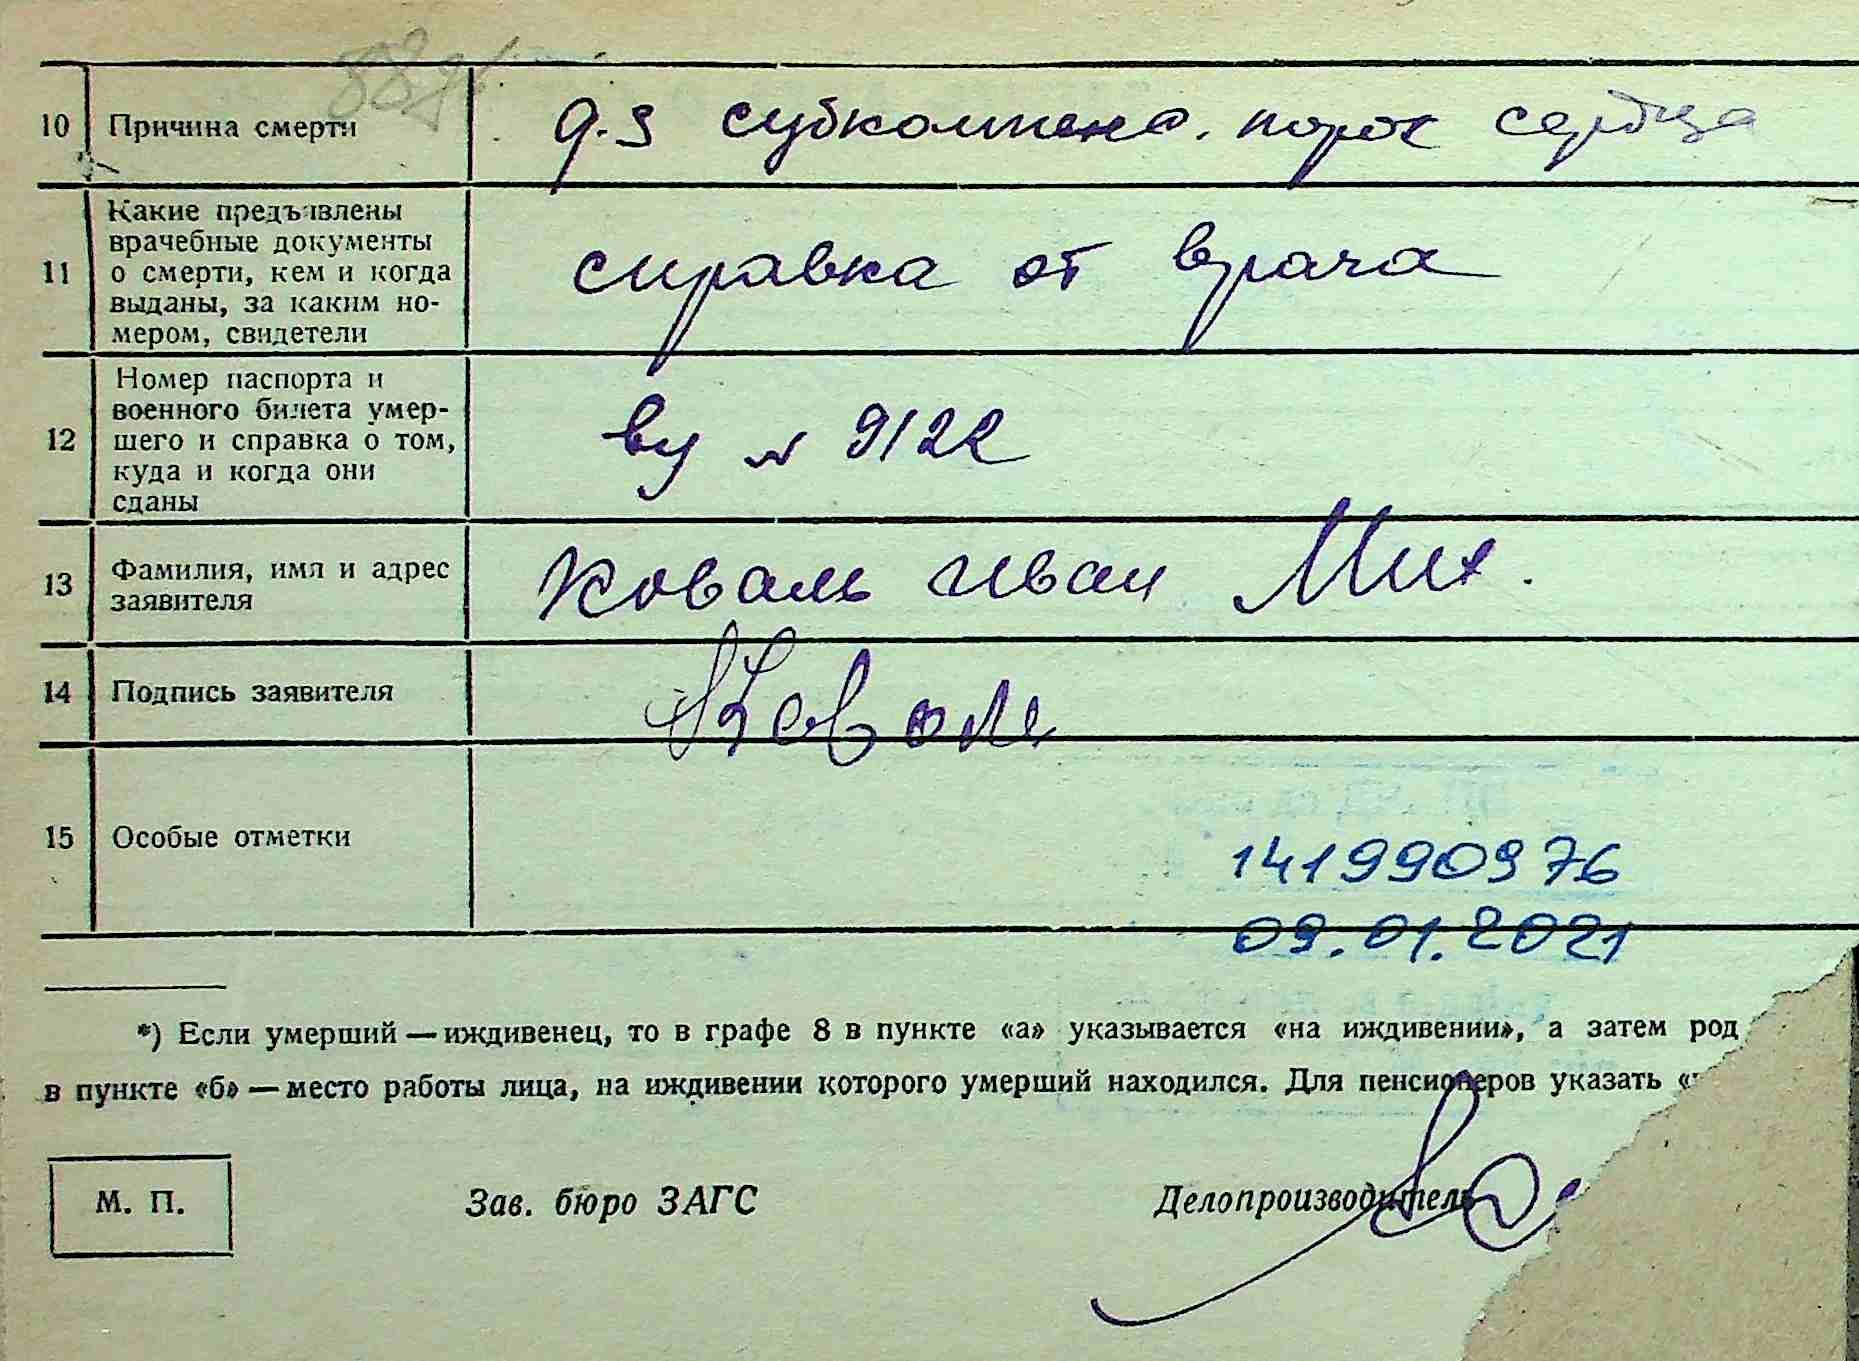 10 Причина смерти
д.з субкомпенс. порок сердца
11 Какие предъявлены
врачебные документы
о смерти, кем и когда
выданы, за каким но-
мером, свидетели
справка от врача
12 Номер паспорта и
военного билета умер-
шего и справка о том,
куда и когда они
сданы
ву N 9122
13 Фамилия, имя и адрес
заявителя
Коваль Иван Мих.
14 Подпись заявителя
Коваль
15 Особые отметки
141990976
09.01.2021
*) Если умерший — иждивенец, то в графе 8 в пункте «а» указывается «на иждивении», а затем род
в пункте «б» — место работы лица, на иждивении которого умерший находился. Для пенсионеров указать
М. П. Зав. бюро ЗАГС Делопроизводитель